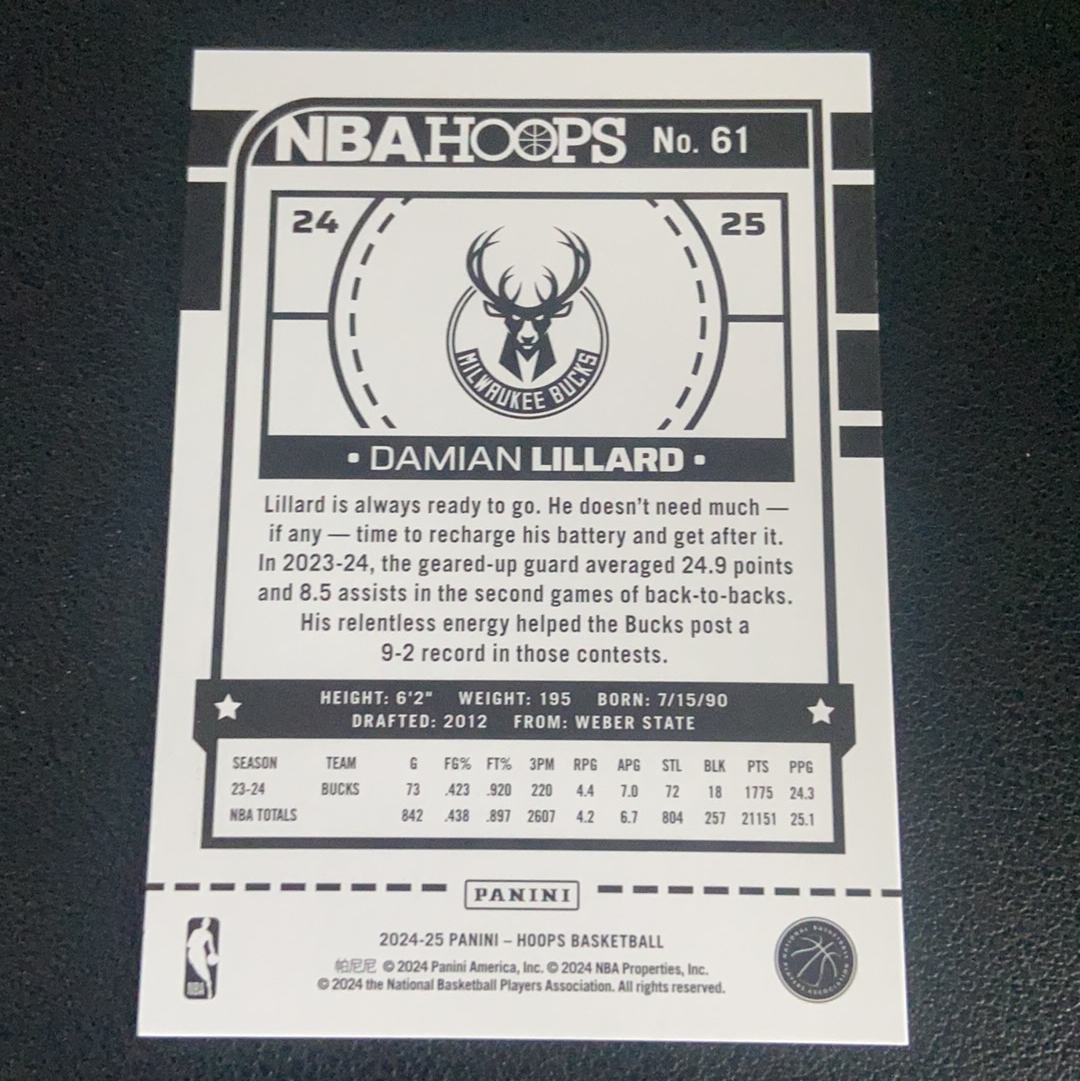 NBA HOOPS No. 61
24 25
MILWAUKEE BUCKS
• DAMIAN LILLARD •
Lillard is always ready to go. He doesn't need much —
if any — time to recharge his battery and get after it.
In 2023-24, the geared-up guard averaged 24.9 points
and 8.5 assists in the second games of back-to-backs.
His relentless energy helped the Bucks post a
9-2 record in those contests.
HEIGHT: 6'2" WEIGHT: 195 BORN: 7/15/90
DRAFTED: 2012 FROM: WEBER STATE
SEASON TEAM G FG% FT% 3PM RPG APG STL BLK PTS PPG
23-24 BUCKS 73 .423 .920 220 4.4 7.0 72 18 1775 24.3
NBA TOTALS 842 .438 .897 2607 4.2 6.7 804 257 21151 25.1
PANINI
2024-25 PANINI – HOOPS BASKETBALL
帕尼尼 © 2024 Panini America, Inc. © 2024 NBA Properties, Inc.
© 2024 the National Basketball Players Association. All rights reserved.
NBA
NATIONAL BASKETBALL PLAYERS ASSOCIATION